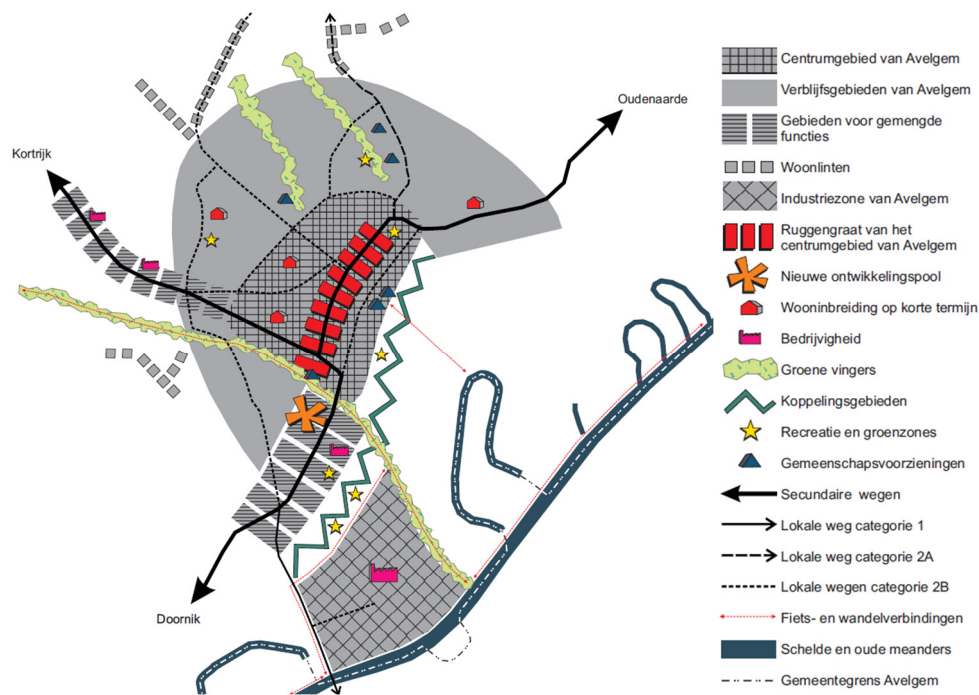 Oudenaarde
Kortrijk
Doornik
Centrumgebied van Avelgem
Verblijfsgebieden van Avelgem
Gebieden voor gemengde
functies
Woonlinten
Industriezone van Avelgem
Ruggengraat van het
centrumgebied van Avelgem
Nieuwe ontwikkelingspool
Wooninbreiding op korte termijn
Bedrijvigheid
Groene vingers
Koppelingsgebieden
Recreatie en groenzones
Gemeenschapsvoorzieningen
Secundaire wegen
Lokale weg categorie 1
Lokale weg categorie 2A
Lokale wegen categorie 2B
Fiets- en wandelverbindingen
Schelde en oude meanders
Gemeentegrens Avelgem